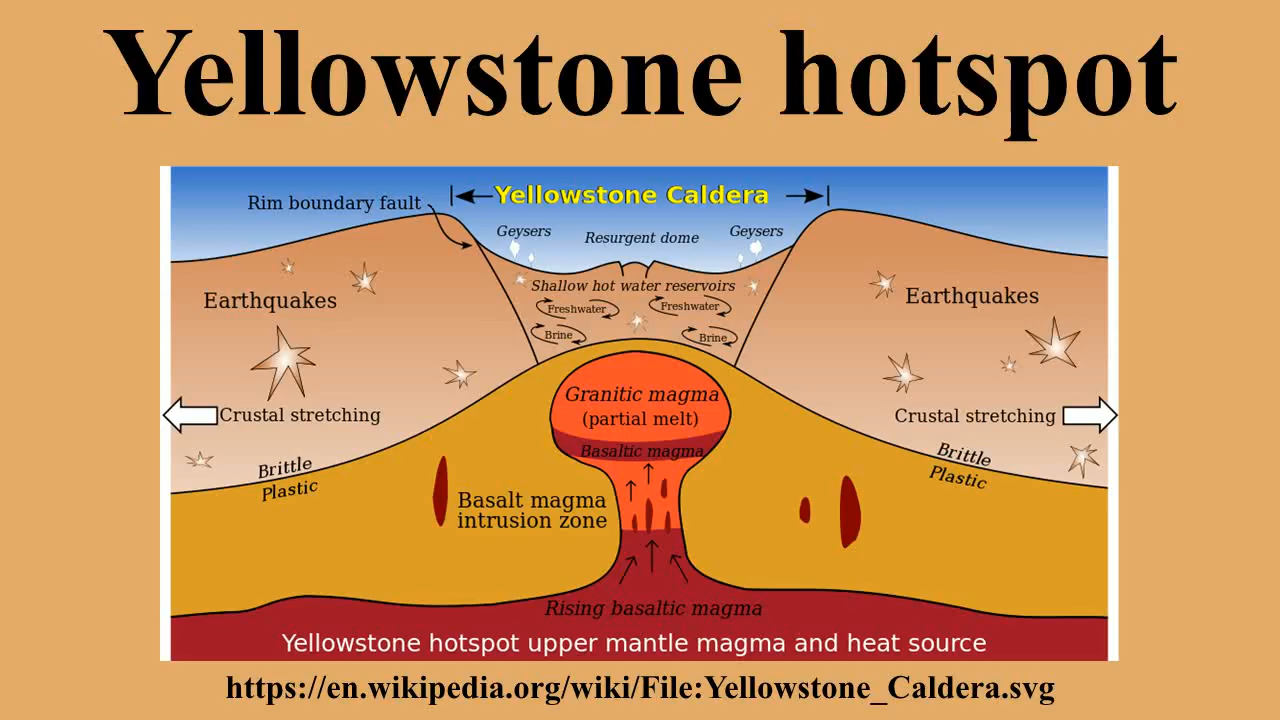 Yellowstone hotspot
Yellowstone Caldera
Rim boundary fault
Geysers
Resurgent dome
Geysers
Shallow hot water reservoirs
Freshwater
Freshwater
Brine
Brine
Earthquakes
Earthquakes
Granitic magma
(partial melt)
Crustal stretching
Crustal stretching
Basaltic magma
Brittle
Plastic
Brittle
Plastic
Basalt magma
intrusion zone
Rising basaltic magma
Yellowstone hotspot upper mantle magma and heat source
https://en.wikipedia.org/wiki/File:Yellowstone_Caldera.svg